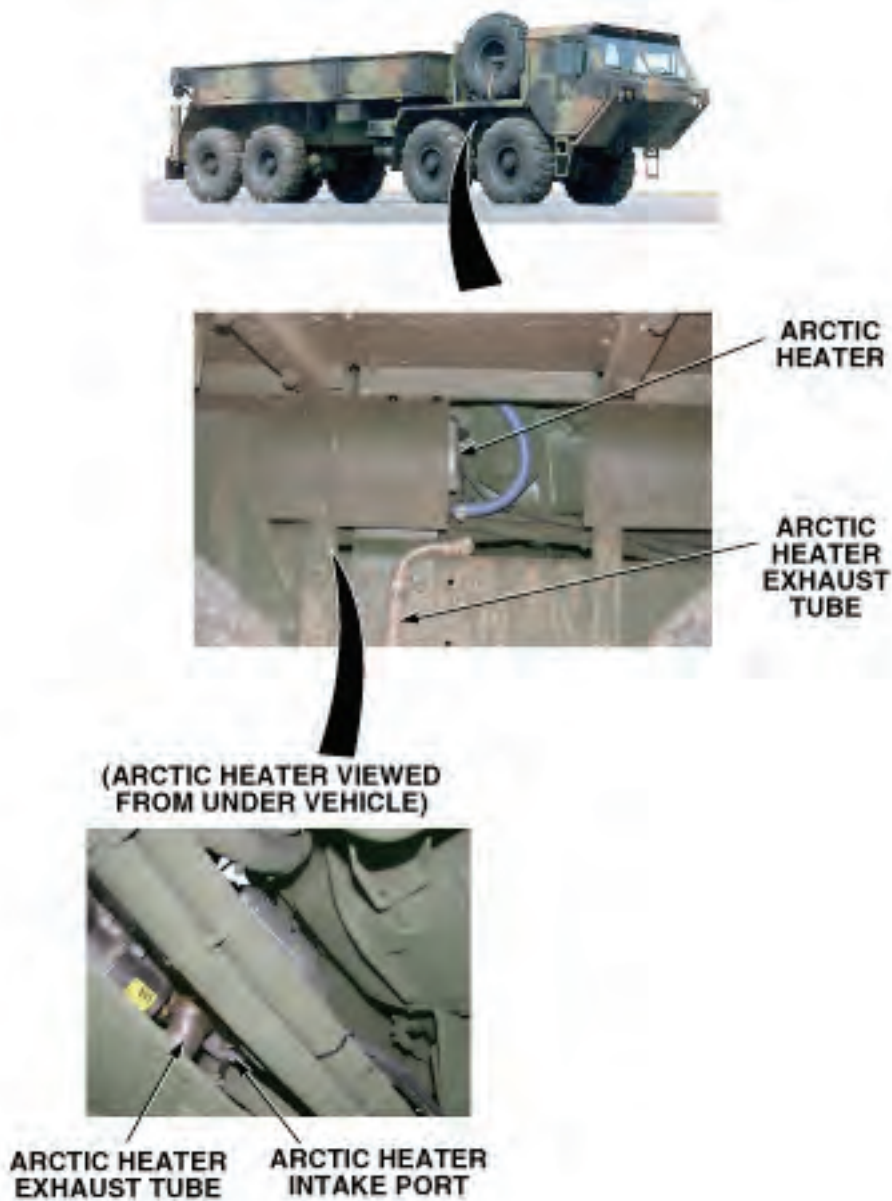 ARCTIC
HEATER
ARCTIC
HEATER
EXHAUST
TUBE
(ARCTIC HEATER VIEWED
FROM UNDER VEHICLE)
ARCTIC HEATER
EXHAUST TUBE
ARCTIC HEATER
INTAKE PORT